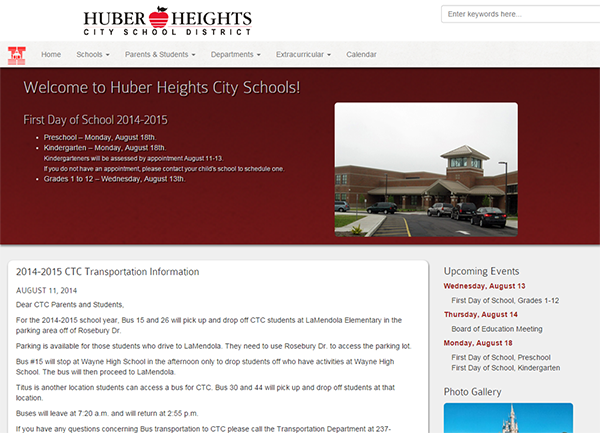 HUBER HEIGHTS
CITY SCHOOL DISTRICT
Enter keywords here...
Home Schools Parents & Students Departments Extracurricular Calendar
Welcome to Huber Heights City Schools!
First Day of School 2014-2015
Preschool – Monday, August 18th.
Kindergarten – Monday, August 18th.
Kindergarteners will be assessed by appointment August 11-13.
If you do not have an appointment, please contact your child's school to schedule one.
Grades 1 to 12 – Wednesday, August 13th.
2014-2015 CTC Transportation Information
AUGUST 11, 2014
Dear CTC Parents and Students,
For the 2014-2015 school year, Bus 15 and 26 will pick up and drop off CTC students at LaMendola Elementary in the
parking area off of Rosebury Dr.
Parking is available for those students who drive to LaMendola. They need to use Rosebury Dr. to access the parking lot.
Bus #15 will stop at Wayne High School in the afternoon only to drop students off who have activities at Wayne High
School. The bus will then proceed to LaMendola.
Titus is another location students can access a bus for CTC. Bus 30 and 44 will pick up and drop off students at that
location.
Buses will leave at 7:20 a.m. and will return at 2:55 p.m.
If you have any questions concerning Bus transportation to CTC please call the Transportation Department at 237-
Upcoming Events
Wednesday, August 13
First Day of School, Grades 1-12
Thursday, August 14
Board of Education Meeting
Monday, August 18
First Day of School, Preschool
First Day of School, Kindergarten
Photo Gallery